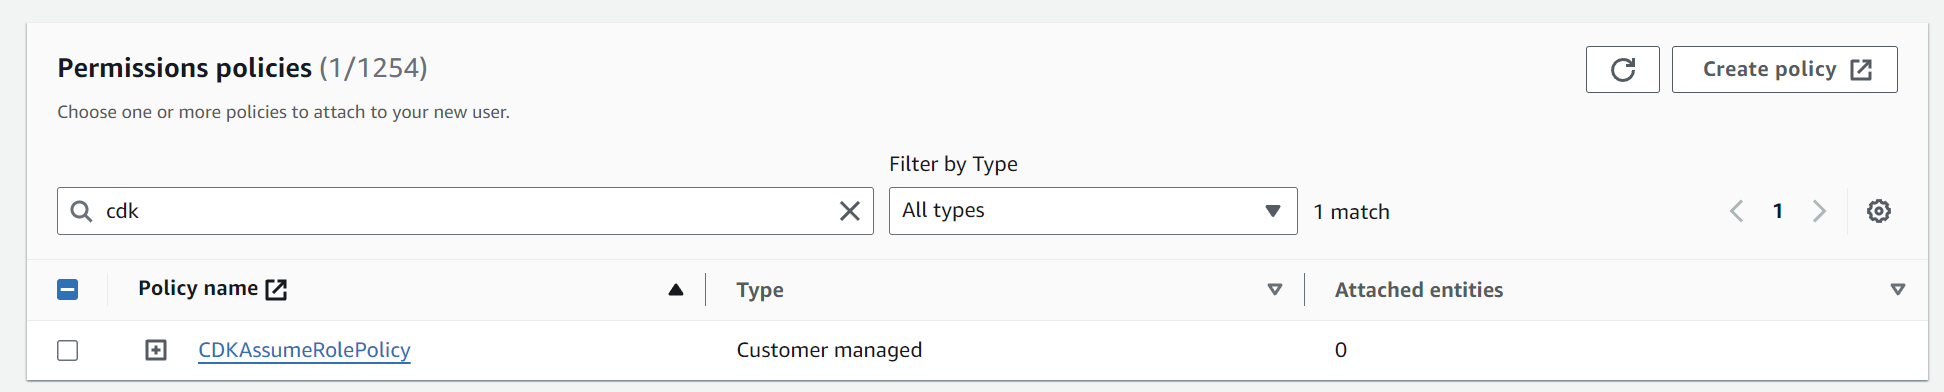 Permissions policies (1/1254)
Create policy
Choose one or more policies to attach to your new user.
Filter by Type
cdk
All types
1 match
1
Policy name
Type
Attached entities
CDKAssumeRolePolicy
Customer managed
0